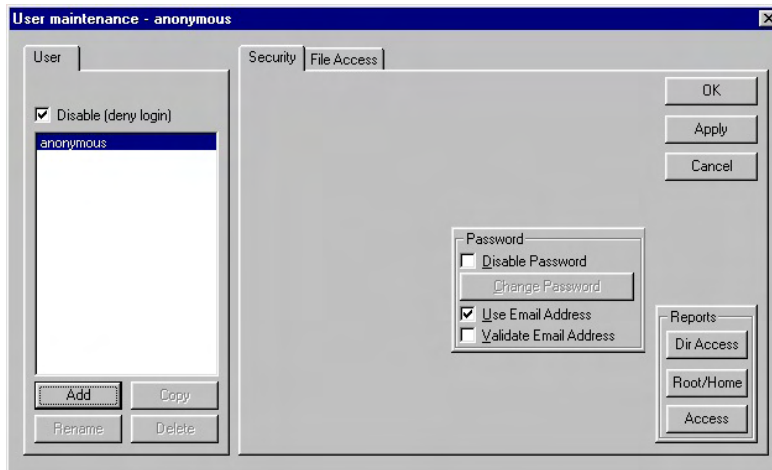 User maintenance - anonymous
User
Security
File Access
Disable (deny login)
anonymous
Add
Copy
Rename
Delete
Password
Disable Password
Change Password
Use Email Address
Validate Email Address
OK
Apply
Cancel
Reports
Dir Access
Root/Home
Access